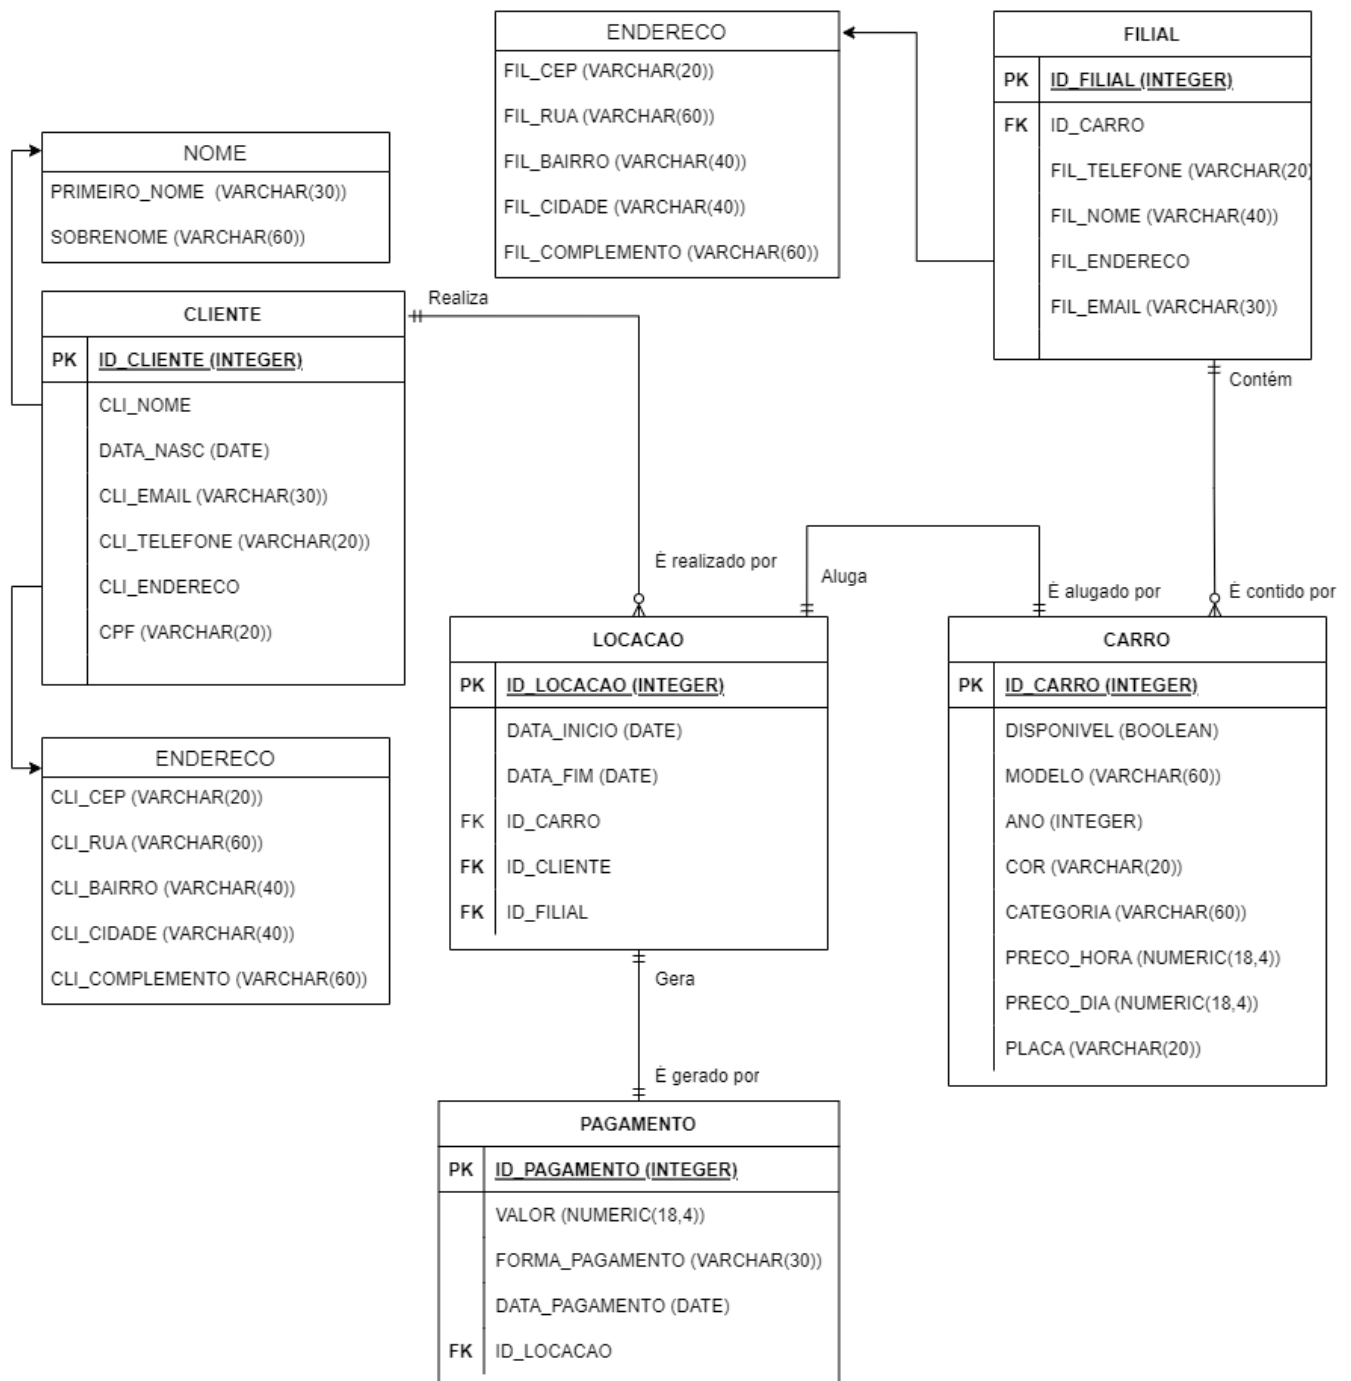 ENDERECO
FIL_CEP (VARCHAR(20))
FIL_RUA (VARCHAR(60))
FIL_BAIRRO (VARCHAR(40))
FIL_CIDADE (VARCHAR(40))
FIL_COMPLEMENTO (VARCHAR(60))
FILIAL
PK ID_FILIAL (INTEGER)
FK ID_CARRO
FIL_TELEFONE (VARCHAR(20)
FIL_NOME (VARCHAR(40))
FIL_ENDERECO
FIL_EMAIL (VARCHAR(30))
NOME
PRIMEIRO_NOME (VARCHAR(30))
SOBRENOME (VARCHAR(60))
CLIENTE
PK ID_CLIENTE (INTEGER)
CLI_NOME
DATA_NASC (DATE)
CLI_EMAIL (VARCHAR(30))
CLI_TELEFONE (VARCHAR(20))
CLI_ENDERECO
CPF (VARCHAR(20))
Realiza
Contém
É realizado por
Aluga
É alugado por
É contido por
ENDERECO
CLI_CEP (VARCHAR(20))
CLI_RUA (VARCHAR(60))
CLI_BAIRRO (VARCHAR(40))
CLI_CIDADE (VARCHAR(40))
CLI_COMPLEMENTO (VARCHAR(60))
LOCACAO
PK ID_LOCACAO (INTEGER)
DATA_INICIO (DATE)
DATA_FIM (DATE)
FK ID_CARRO
FK ID_CLIENTE
FK ID_FILIAL
CARRO
PK ID_CARRO (INTEGER)
DISPONIVEL (BOOLEAN)
MODELO (VARCHAR(60))
ANO (INTEGER)
COR (VARCHAR(20))
CATEGORIA (VARCHAR(60))
PRECO_HORA (NUMERIC(18,4))
PRECO_DIA (NUMERIC(18,4))
PLACA (VARCHAR(20))
Gera
É gerado por
PAGAMENTO
PK ID_PAGAMENTO (INTEGER)
VALOR (NUMERIC(18,4))
FORMA_PAGAMENTO (VARCHAR(30))
DATA_PAGAMENTO (DATE)
FK ID_LOCACAO